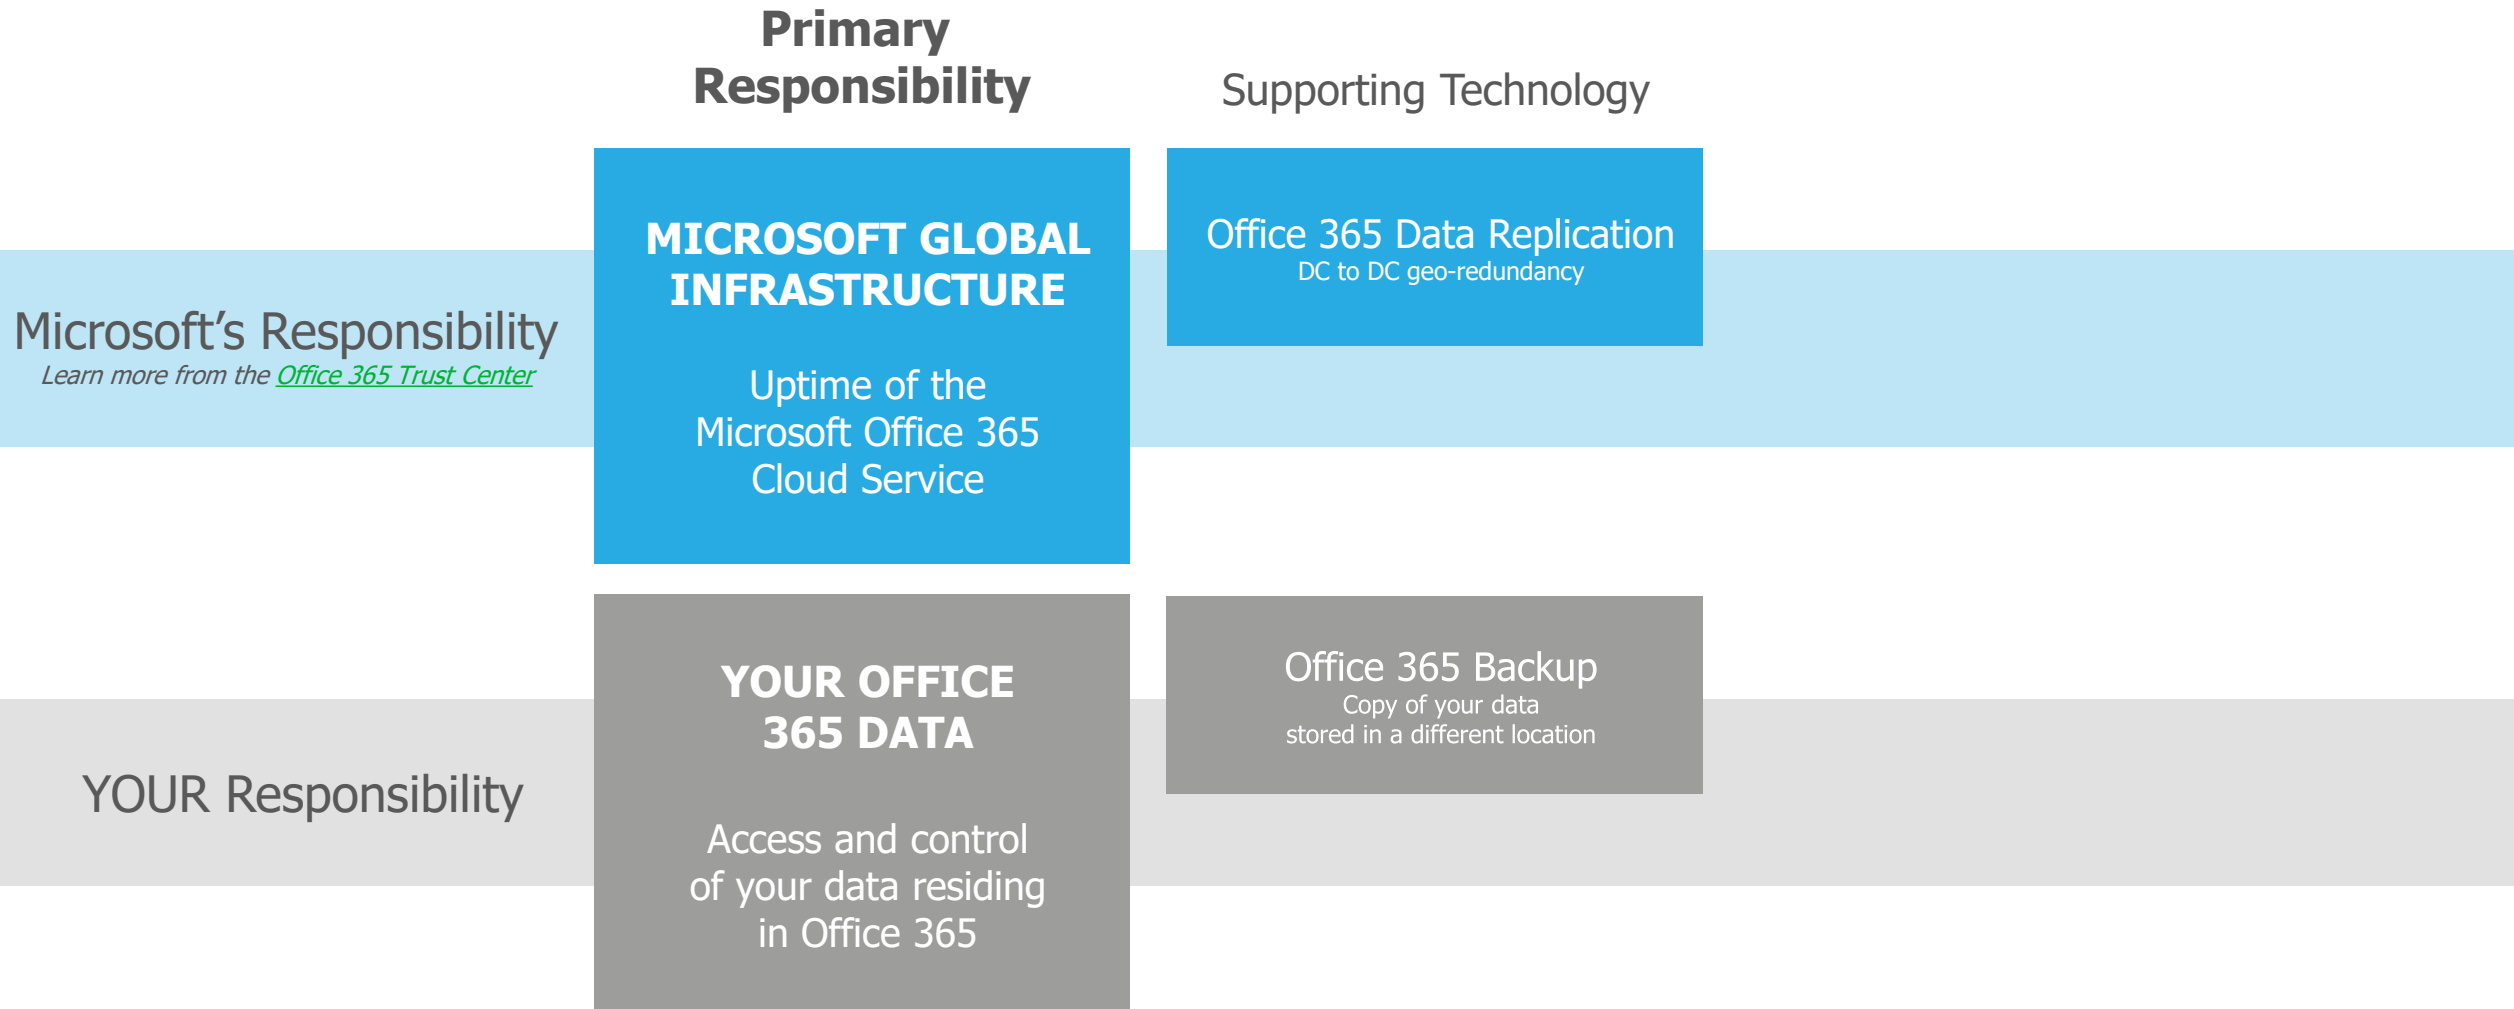 Primary
Responsibility
Supporting Technology
MICROSOFT GLOBAL
INFRASTRUCTURE
Uptime of the
Microsoft Office 365
Cloud Service
Office 365 Data Replication
DC to DC geo-redundancy
Microsoft’s Responsibility
Learn more from the Office 365 Trust Center
YOUR OFFICE
365 DATA
Access and control
of your data residing
in Office 365
Office 365 Backup
Copy of your data
stored in a different location
YOUR Responsibility